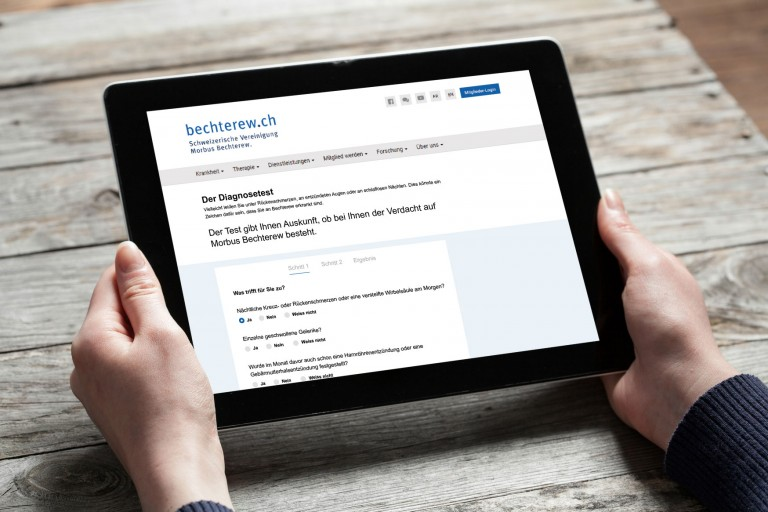 bechterew.ch
Schweizerische Vereinigung
Morbus Bechterew.
Mitglieder-Login
Krankheit Therapie Dienstleistungen Mitglied werden Forschung Über uns
Der Diagnosetest
Vielleicht leiden Sie unter Rückenschmerzen, an entzündeten Augen oder an schlaflosen Nächten. Dies könnte ein
Zeichen dafür sein, dass Sie an Bechterew erkrankt sind.
Der Test gibt Ihnen Auskunft, ob bei Ihnen der Verdacht auf
Morbus Bechterew besteht.
Schritt 1 Schritt 2 Ergebnis
Was trifft für Sie zu?
Nächtliche Kreuz- oder Rückenschmerzen oder eine versteifte Wirbelsäule am Morgen?
Ja Nein Weiss nicht
Einzelne geschwollene Gelenke?
Ja Nein Weiss nicht
Wurde im Monat davor auch schon eine Harnröhrenentzündung oder eine
Gebärmutterhalsentzündung festgestellt?
Ja Nein Weiss nicht